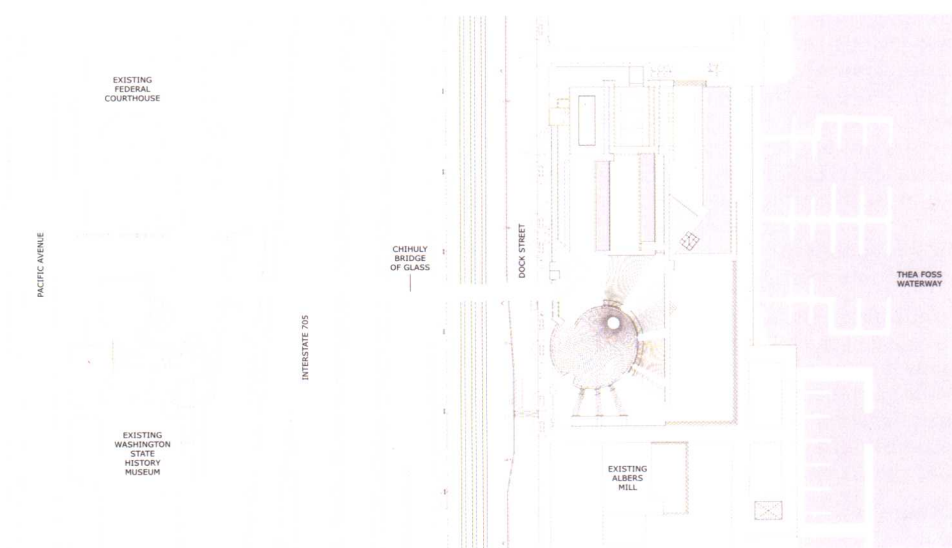 EXISTING
FEDERAL
COURTHOUSE
PACIFIC AVENUE
CHIHULY
BRIDGE
OF GLASS
DOCK STREET
THEA FOSS
WATERWAY
INTERSTATE 705
EXISTING
WASHINGTON
STATE
HISTORY
MUSEUM
EXISTING
ALBERS
MILL